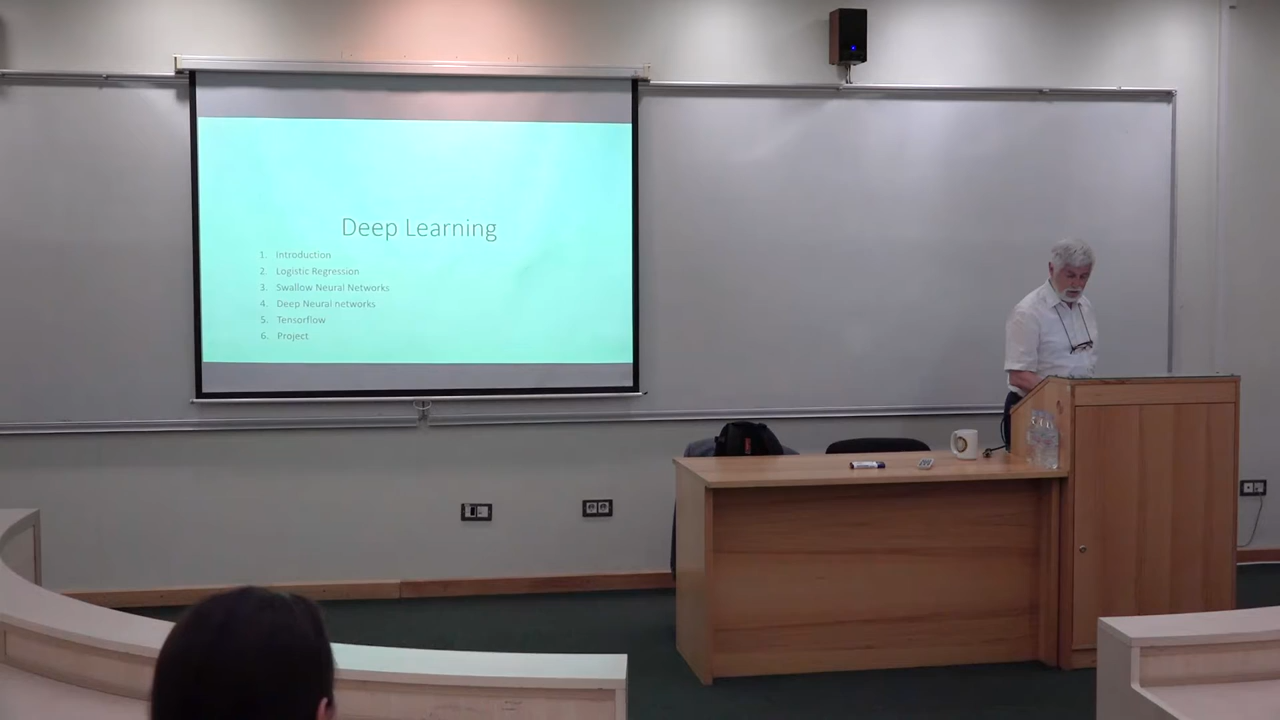 Deep Learning
1. Introduction
2. Logistic Regression
3. Swallow Neural Networks
4. Deep Neural networks
5. Tensorflow
6. Project